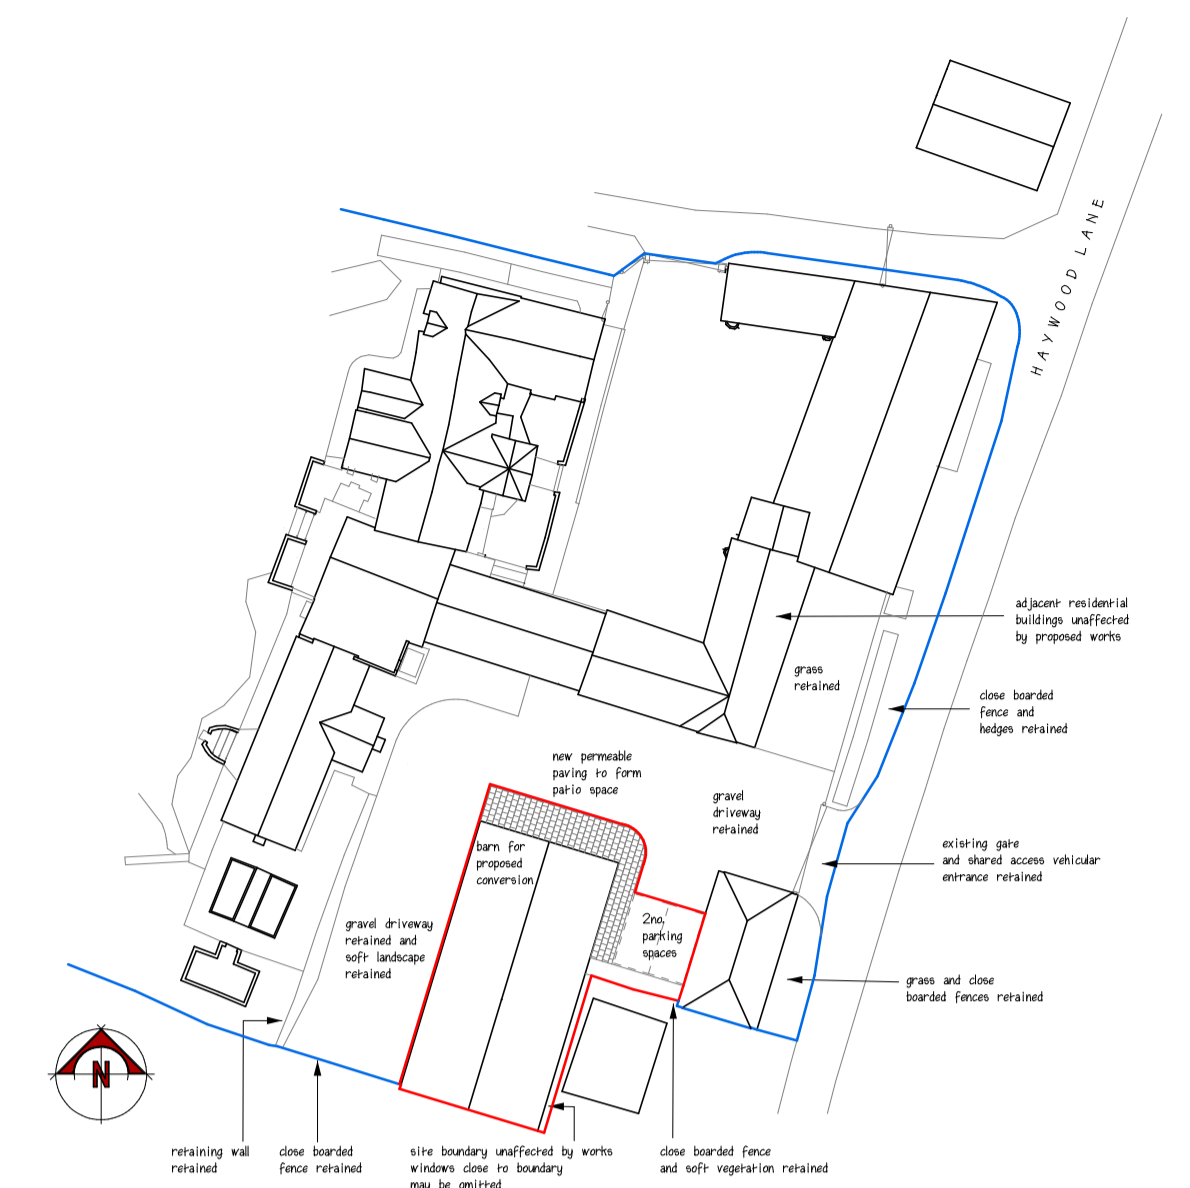 HAYWOOD LANE
adjacent residential
buildings unaffected
by proposed works
grass
retained
close boarded
fence and
hedges retained
new permeable
paving to form
patio space
gravel
driveway
retained
barn for
proposed
conversion
existing gate
and shared access vehicular
entrance retained
gravel driveway
retained and
soft landscape
retained
2no.
parking
spaces
grass and close
boarded fences retained
N
retaining wall
retained
close boarded
fence retained
site boundary unaffected by works
windows close to boundary
may be omitted
close boarded fence
and soft vegetation retained